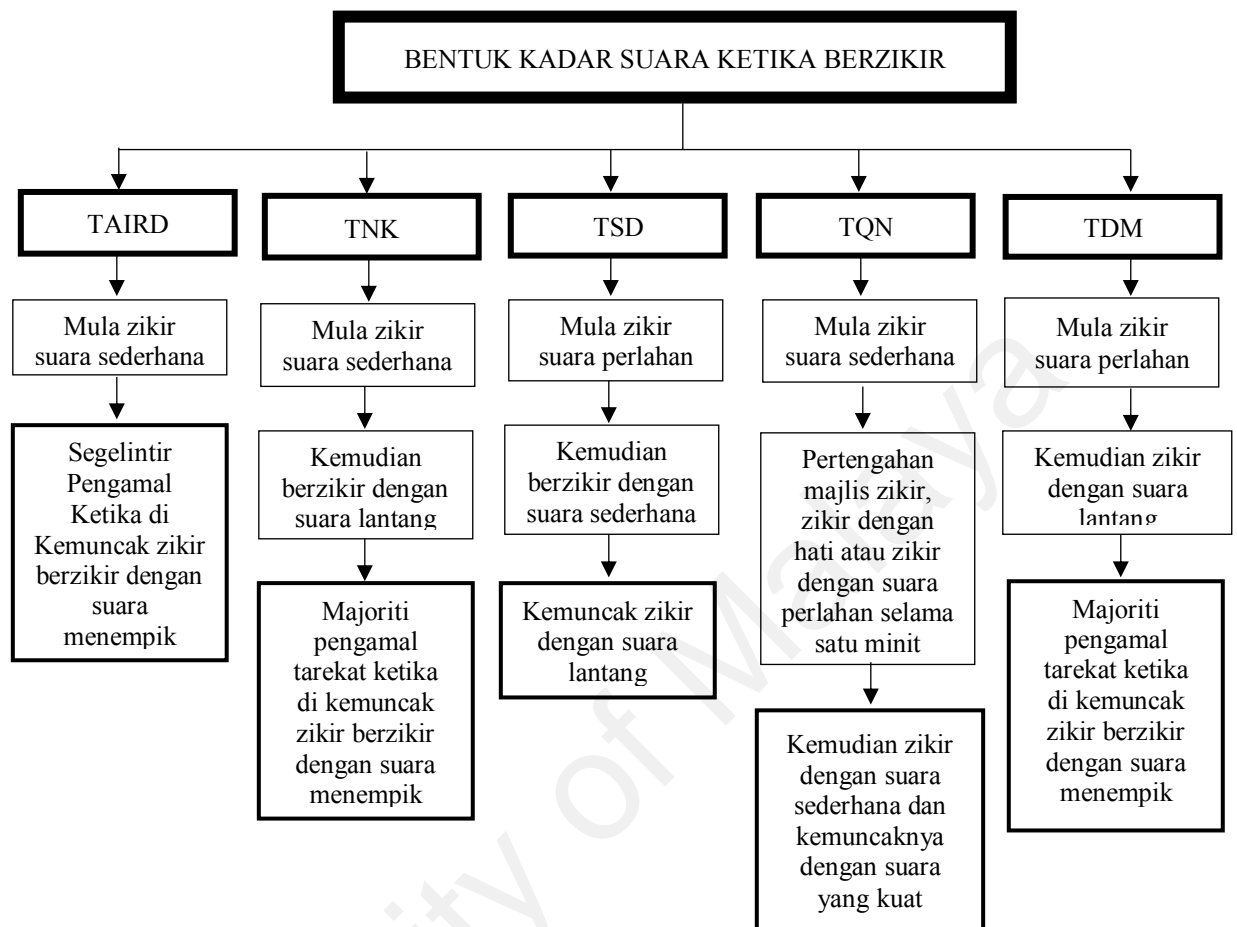 BENTUK KADAR SUARA KETIKA BERZIKIR
TAIRD
Mula zikir
suara sederhana
Segelintir
Pengamal
Ketika di
Kemuncak zikir
berzikir dengan
suara
menempik
TNK
Mula zikir
suara sederhana
Kemudian
berzikir dengan
suara lantang
Majoriti
pengamal
tarekat ketika
di kemuncak
zikir berzikir
dengan suara
menempik
TSD
Mula zikir
suara perlahan
Kemudian
berzikir dengan
suara sederhana
Kemuncak zikir
dengan suara
lantang
TQN
Mula zikir
suara sederhana
Pertengahan
majlis zikir,
zikir dengan
hati atau zikir
dengan suara
perlahan selama
satu minit
Kemudian zikir
dengan suara
sederhana dan
kemuncaknya
dengan suara
yang kuat
TDM
Mula zikir
suara perlahan
Kemudian zikir
dengan suara
lantang
Majoriti
pengamal
tarekat ketika
di kemuncak
zikir berzikir
dengan suara
menempik
ity of Malaya